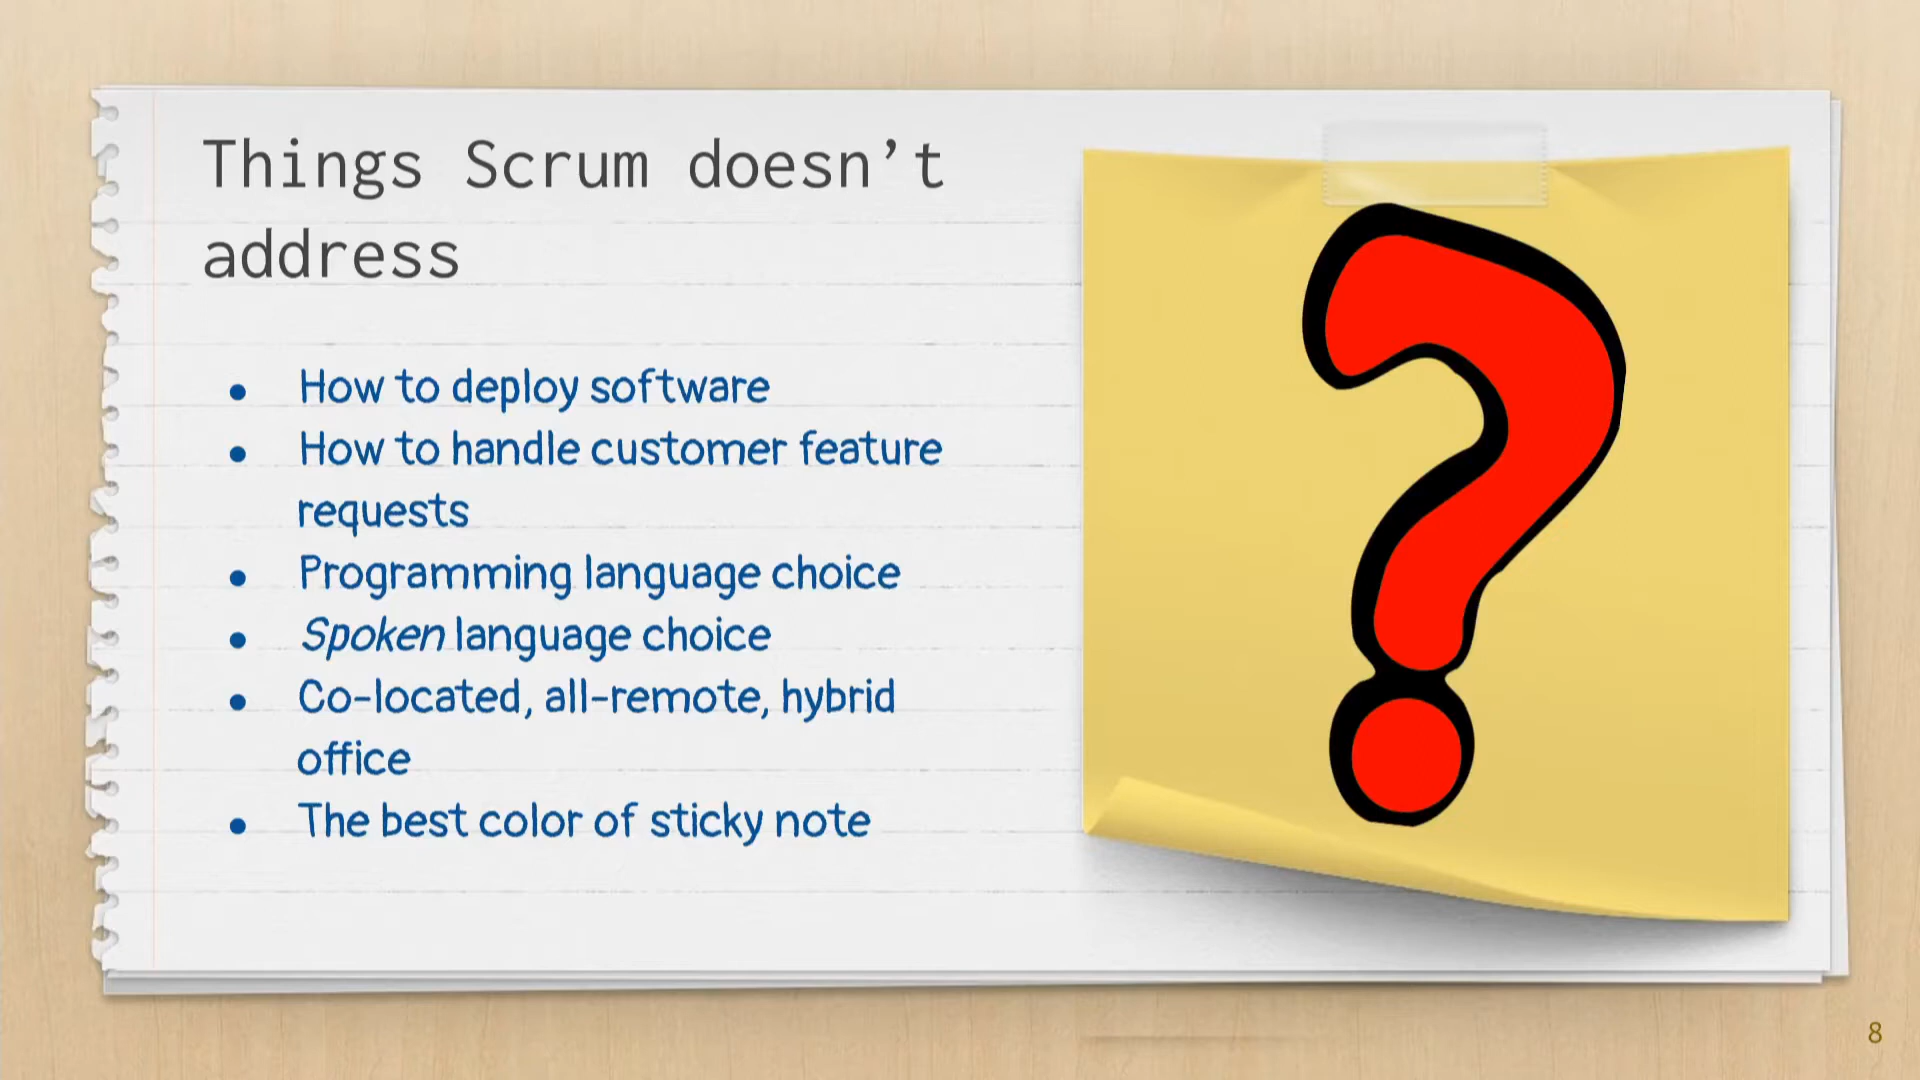 Things Scrum doesn’t
address
● How to deploy software
● How to handle customer feature
requests
● Programming language choice
● Spoken language choice
● Co-located, all-remote, hybrid
office
● The best color of sticky note
8